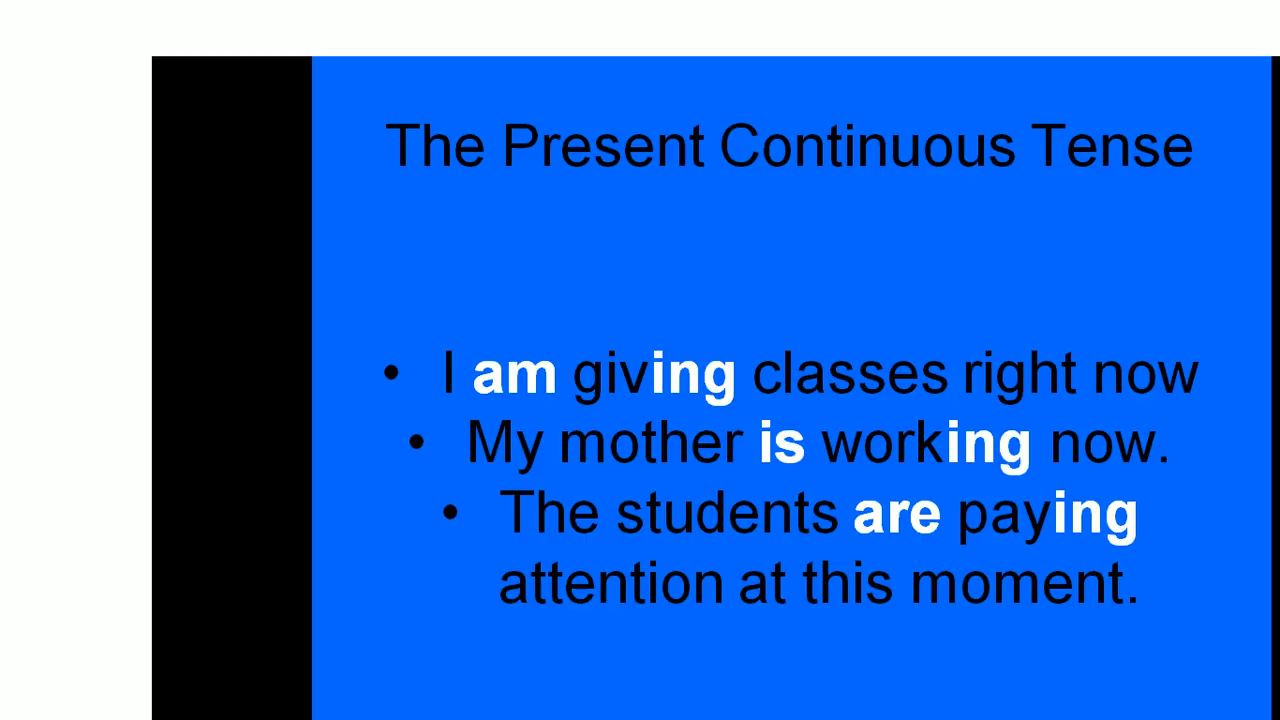 The Present Continuous Tense
• I am giving classes right now
• My mother is working now.
• The students are paying
attention at this moment.